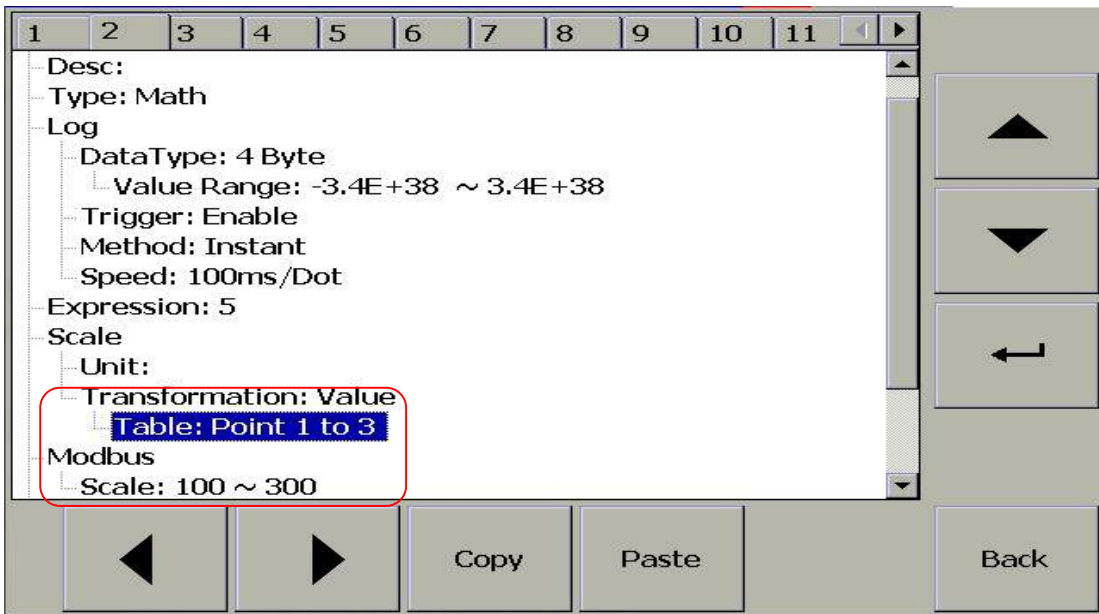 1 2 3 4 5 6 7 8 9 10 11
Desc:
Type: Math
Log
DataType: 4 Byte
Value Range: -3.4E+38 ~ 3.4E+38
Trigger: Enable
Method: Instant
Speed: 100ms/Dot
Expression: 5
Scale
Unit:
Transformation: Value
Table: Point 1 to 3
Modbus
Scale: 100 ~ 300
Copy Paste Back